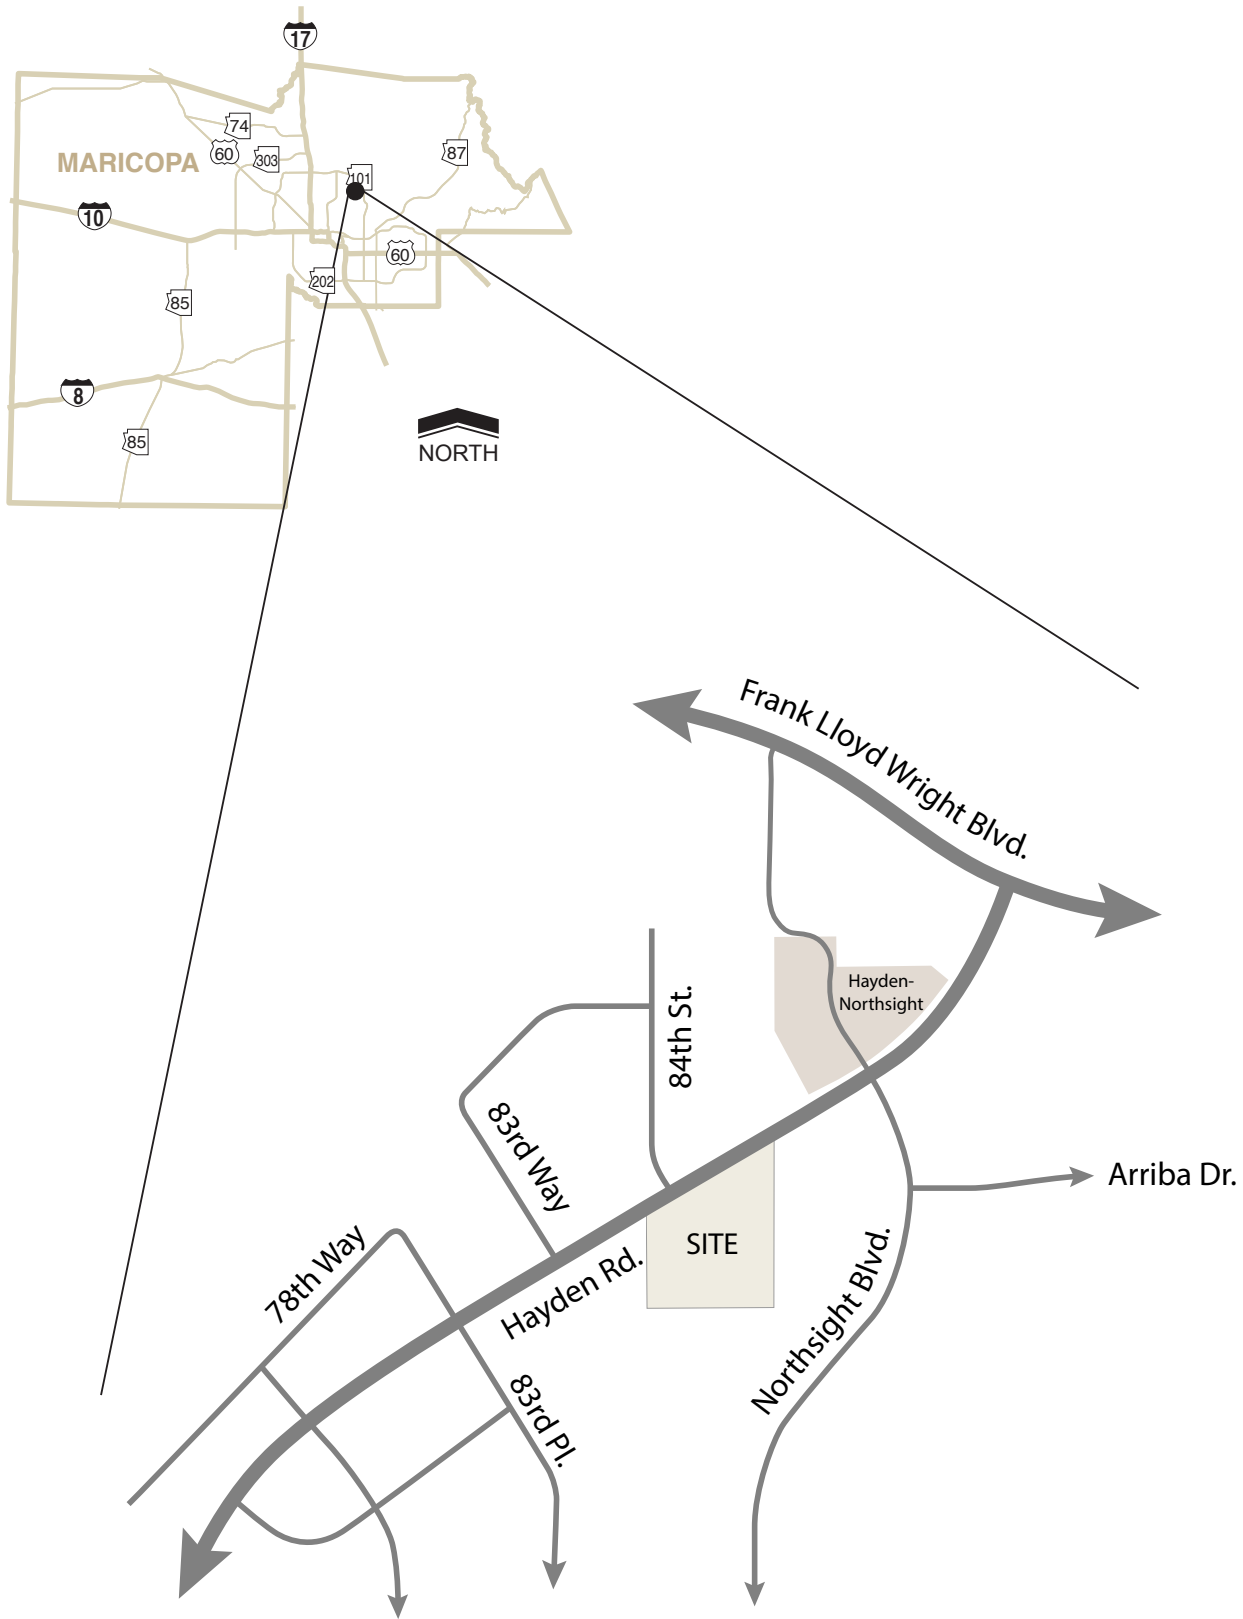 17
74
60
303
87
MARICOPA
101
10
60
202
85
8
85
NORTH
Frank Lloyd Wright Blvd.
Hayden-
Northsight
84th St.
83rd Way
Arriba Dr.
SITE
78th Way
Hayden Rd.
Northsight Blvd.
83rd Pl.